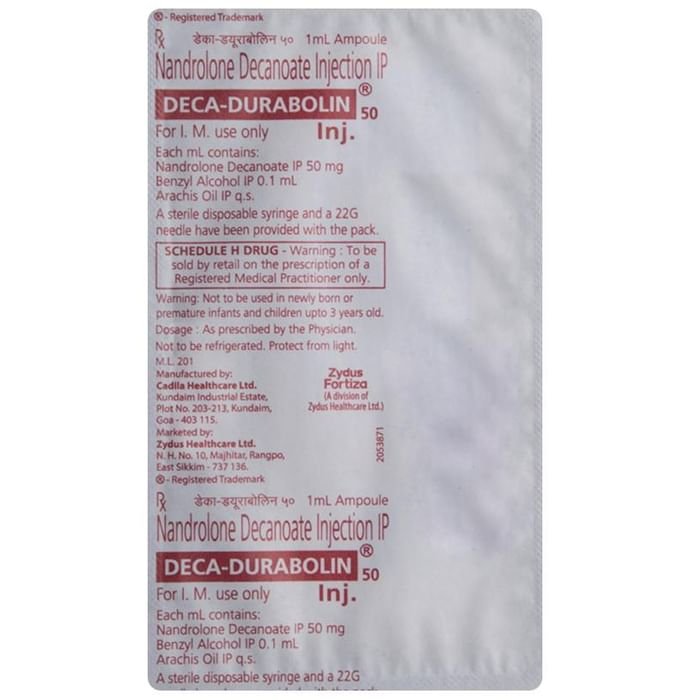 ®- Registered Trademark
Rx डेका-डयूराबोलिन ५० 1mL Ampoule
Nandrolone Decanoate Injection IP
DECA-DURABOLIN® 50
For I. M. use only Inj.
Each mL contains:
Nandrolone Decanoate IP 50 mg
Benzyl Alcohol IP 0.1 mL
Arachis Oil IP q.s.
A sterile disposable syringe and a 22G
needle have been provided with the pack.
SCHEDULE H DRUG - Warning : To be
sold by retail on the prescription of a
Registered Medical Practitioner only.
Warning: Not to be used in newly born or
premature infants and children upto 3 years old.
Dosage : As prescribed by the Physician.
Not to be refrigerated. Protect from light.
M.L. 201
Manufactured by:
Cadila Healthcare Ltd.
Kundaim Industrial Estate,
Plot No. 203-213, Kundaim,
Goa - 403 115.
Marketed by:
Zydus Healthcare Ltd.
N. H. No. 10, Majhitar, Rangpo,
East Sikkim - 737 136.
Zydus
Fortiza
(A division of
Zydus Healthcare Ltd.)
2053871
®- Registered Trademark
Rx डेका-डयूराबोलिन ५० 1mL Ampoule
Nandrolone Decanoate Injection IP
DECA-DURABOLIN® 50
For I. M. use only Inj.
Each mL contains:
Nandrolone Decanoate IP 50 mg
Benzyl Alcohol IP 0.1 mL
Arachis Oil IP q.s.
A sterile disposable syringe and a 22G